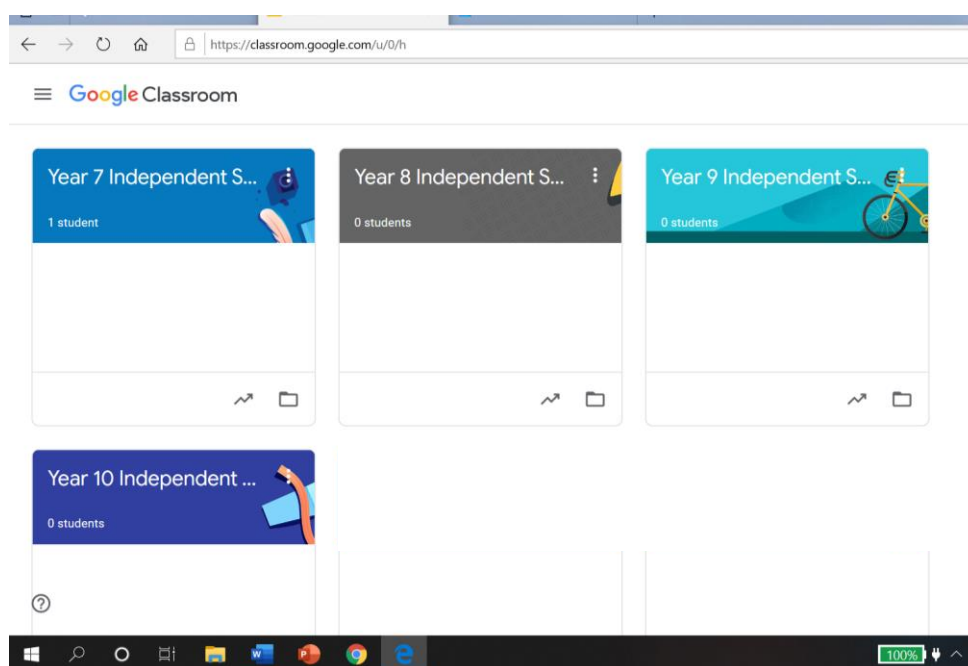 https://classroom.google.com/u/0/h
Google Classroom
Year 7 Independent S...
1 student
Year 8 Independent S...
0 students
Year 9 Independent S...
0 students
Year 10 Independent ...
0 students
100%